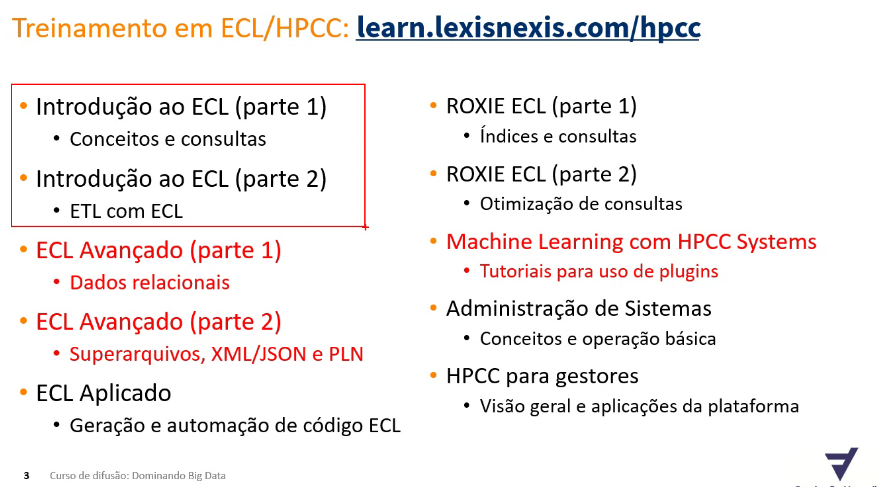 Treinamento em ECL/HPCC: learn.lexisnexis.com/hpcc
• Introdução ao ECL (parte 1)
• Conceitos e consultas
• Introdução ao ECL (parte 2)
• ETL com ECL
• ECL Avançado (parte 1)
• Dados relacionais
• ECL Avançado (parte 2)
• Superarquivos, XML/JSON e PLN
• ECL Aplicado
• Geração e automação de código ECL
• ROXIE ECL (parte 1)
• Índices e consultas
• ROXIE ECL (parte 2)
• Otimização de consultas
• Machine Learning com HPCC Systems
• Tutoriais para uso de plugins
• Administração de Sistemas
• Conceitos e operação básica
• HPCC para gestores
• Visão geral e aplicações da plataforma
3 Curso de difusão: Dominando Big Data